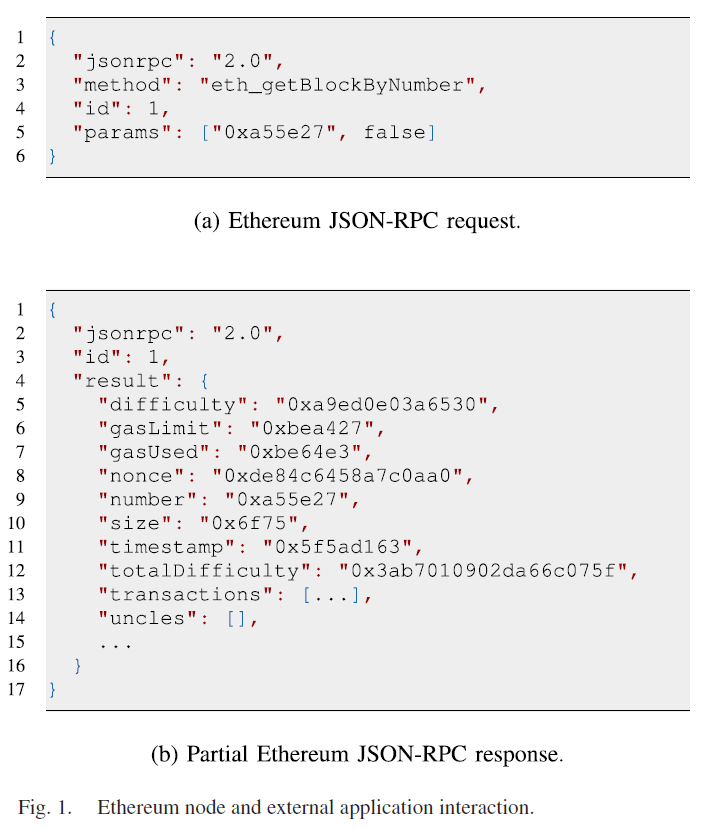 1 {
2 "jsonrpc": "2.0",
3 "method": "eth_getBlockByNumber",
4 "id": 1,
5 "params": ["0xa55e27", false]
6 }
(a) Ethereum JSON-RPC request.
1 {
2 "jsonrpc": "2.0",
3 "id": 1,
4 "result": {
5 "difficulty": "0xa9ed0e03a6530",
6 "gasLimit": "0xbea427",
7 "gasUsed": "0xbe64e3",
8 "nonce": "0xde84c6458a7c0aa0",
9 "number": "0xa55e27",
10 "size": "0x6f75",
11 "timestamp": "0x5f5ad163",
12 "totalDifficulty": "0x3ab7010902da66c075f",
13 "transactions": [...],
14 "uncles": [],
15 ...
16 }
17 }
(b) Partial Ethereum JSON-RPC response.
Fig. 1. Ethereum node and external application interaction.